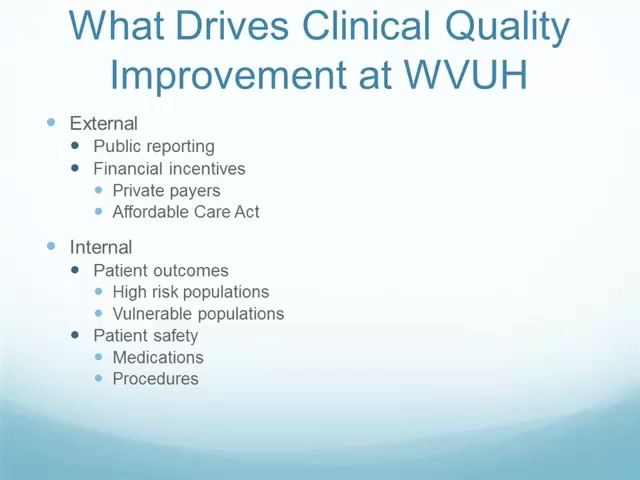 What Drives Clinical Quality
Improvement at WVUH
External
Public reporting
Financial incentives
Private payers
Affordable Care Act
Internal
Patient outcomes
High risk populations
Vulnerable populations
Patient safety
Medications
Procedures